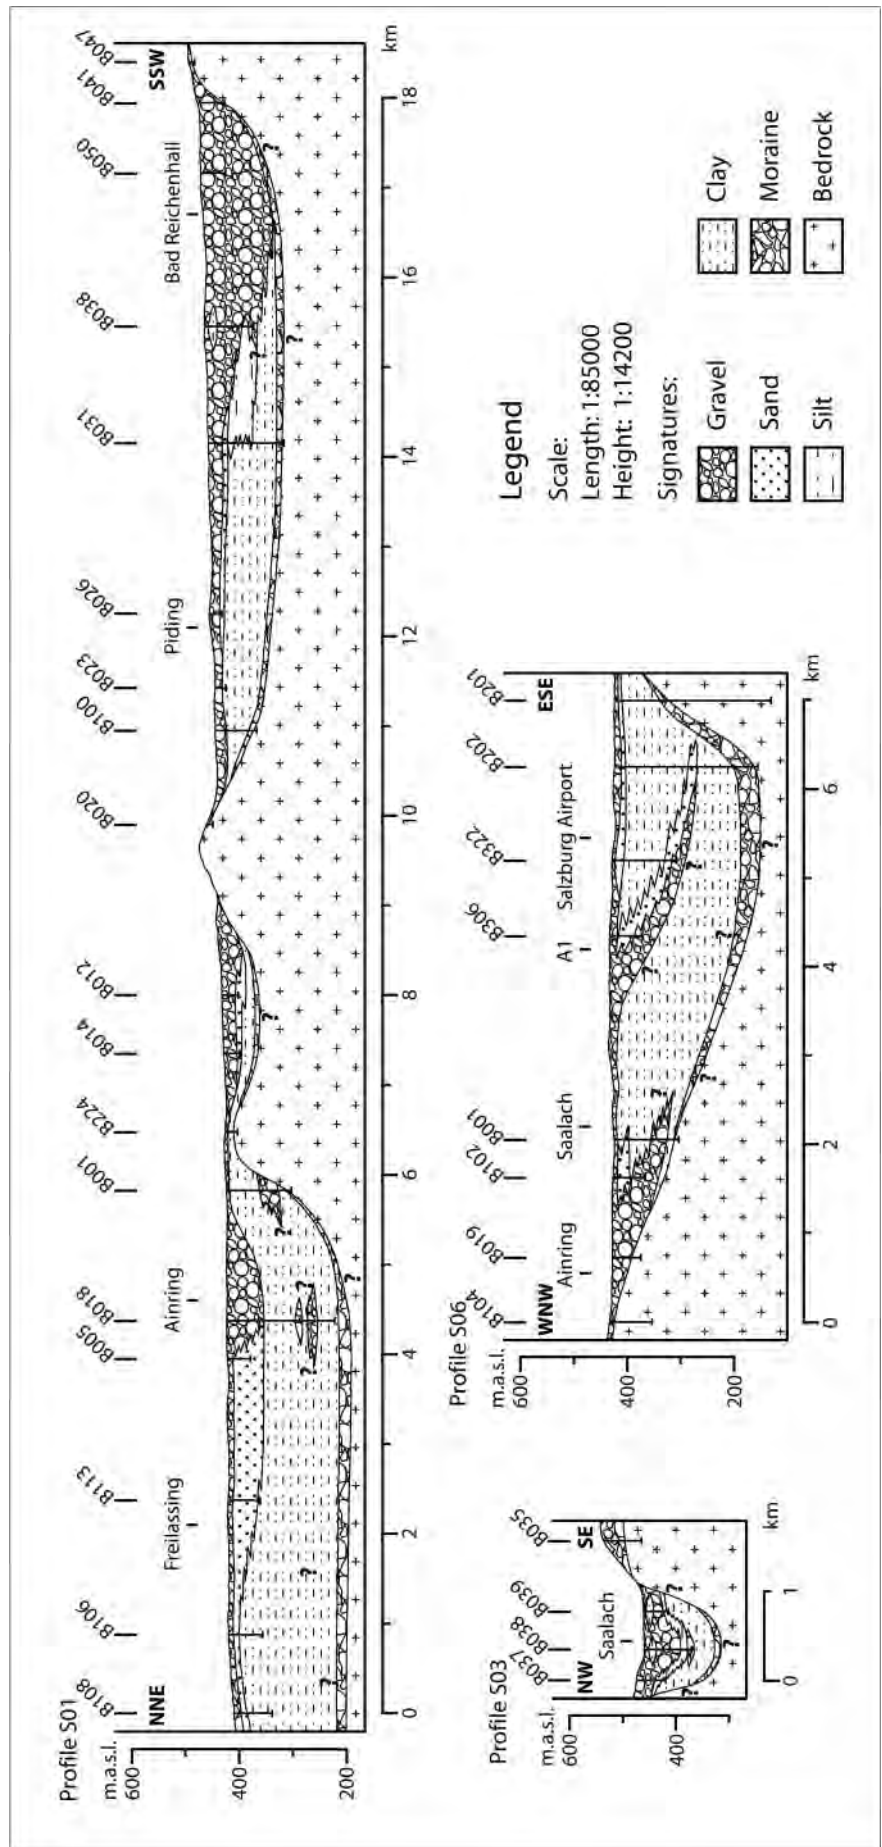 Profile S01
m.a.s.l.
600
400
200
NNE
SSW
B108
B106
B113
B005
B018
B001
B224
B014
B012
B020
B100
B023
B026
B031
B038
B050
B041
B047
Freilassing
Ainring
Piding
Bad Reichenhall
? ? ? ? ? ? ? ? ? ? ?
0 2 4 6 8 10 12 14 16 18 km
Profile S03
m.a.s.l.
600
400
NW
SE
B037
B038
B039
B035
Saalach
? ? ?
0 1 km
Profile S06
m.a.s.l.
600
400
200
WNW
ESE
B104
B019
B102
B001
B306
B322
B202
B201
Ainring
Saalach
A1
Salzburg Airport
? ? ? ? ? ?
0 2 4 6 km
Legend
Scale:
Length: 1:85000
Height: 1:14200
Signatures:
Gravel
Clay
Sand
Moraine
Silt
Bedrock